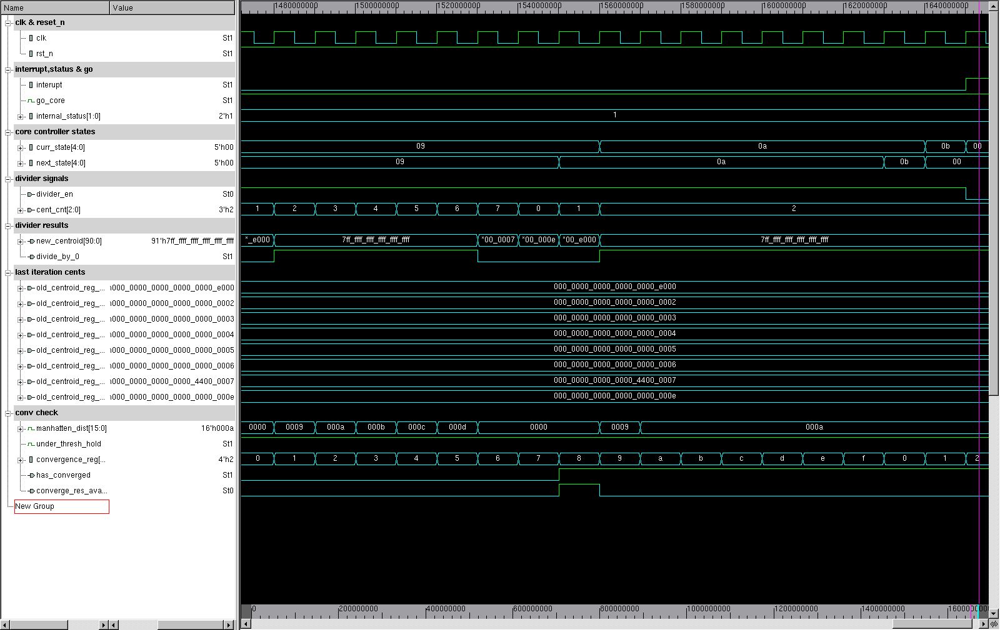 Name Value 1480000000 1500000000 1520000000 1540000000 1560000000 1580000000 1600000000 1620000000 1640000000
clk & reset_n
clk St1
rst_n St1
interrupt,status & go
interupt St1
go_core St1
internal_status[1:0] 2'h1 1
core controller states
curr_state[4:0] 5'h00 09 0a 0b 00
next_state[4:0] 5'h00 09 0a 0b 00
divider signals
divider_en St0
cent_cnt[2:0] 3'h2 1 2 3 4 5 6 7 0 1 2
divider results
new_centroid[90:0] 91'h7ff_ffff_ffff_ffff_ffff_ffff *_e000 7ff_ffff_ffff_ffff_ffff_ffff *00_0007 *00_000e *00_e000 7ff_ffff_ffff_ffff_ffff_ffff
divide_by_0 St1
last iteration cents
old_centroid_reg_... 000_0000_0000_0000_0000_e000 000_0000_0000_0000_0000_e000
old_centroid_reg_... 000_0000_0000_0000_0000_0002 000_0000_0000_0000_0000_0002
old_centroid_reg_... 000_0000_0000_0000_0000_0003 000_0000_0000_0000_0000_0003
old_centroid_reg_... 000_0000_0000_0000_0000_0004 000_0000_0000_0000_0000_0004
old_centroid_reg_... 000_0000_0000_0000_0000_0005 000_0000_0000_0000_0000_0005
old_centroid_reg_... 000_0000_0000_0000_0000_0006 000_0000_0000_0000_0000_0006
old_centroid_reg_... 000_0000_0000_0000_4400_0007 000_0000_0000_0000_4400_0007
old_centroid_reg_... 000_0000_0000_0000_0000_000e 000_0000_0000_0000_0000_000e
conv check
manhatten_dist[15:0] 16'h000a 0000 0009 000a 000b 000c 000d 0000 0009 000a
under_thresh_hold St1
convergence_reg[... 4'h2 0 1 2 3 4 5 6 7 8 9 a b c d e f 0 1 2
has_converged St1
converge_res_ava... St0
New Group
0 200000000 400000000 600000000 800000000 1000000000 1200000000 1400000000